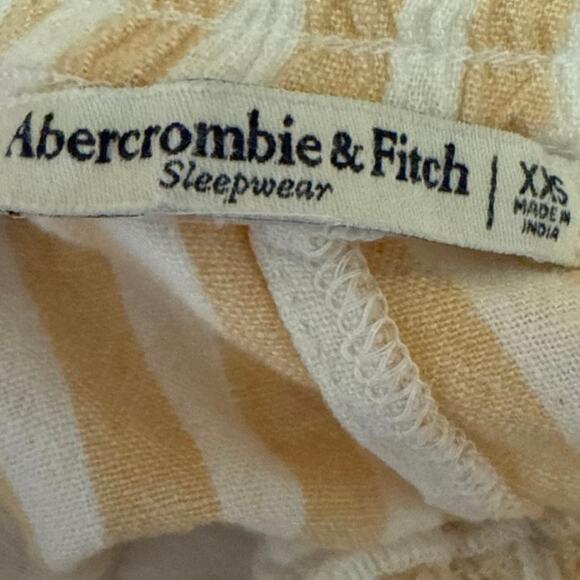 Abercrombie & Fitch
Sleepwear
XXS
MADE IN
INDIA